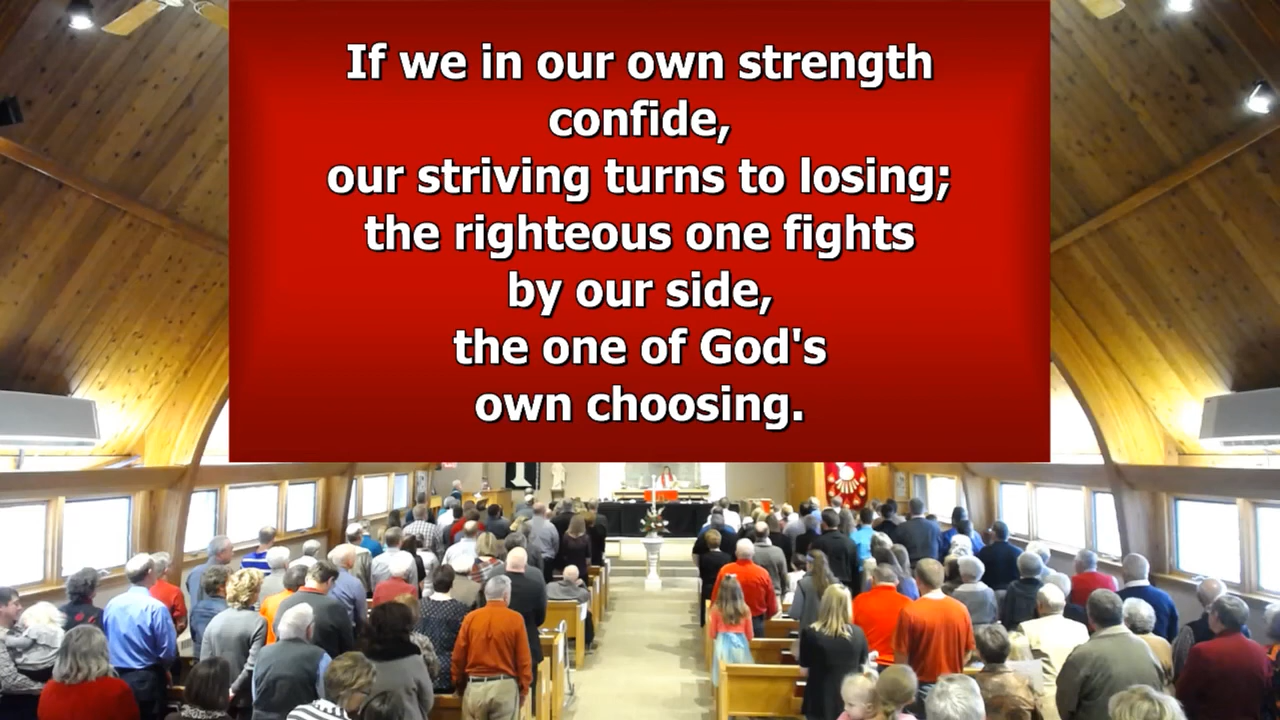 If we in our own strength
confide,
our striving turns to losing;
the righteous one fights
by our side,
the one of God's
own choosing.